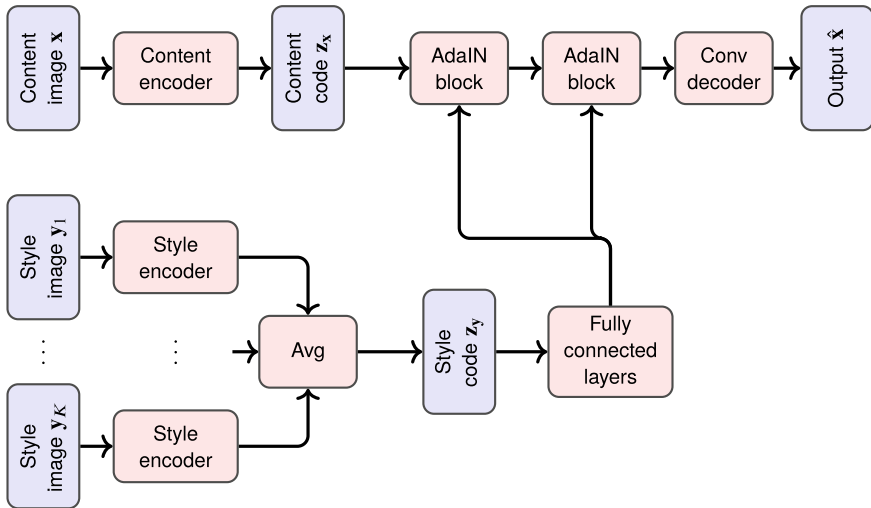 Content
image x
Content
encoder
Content
code z_x
AdaIN
block
AdaIN
block
Conv
decoder
Output x̂
Style
image y_1
Style
encoder
⋮
⋮
Avg
Style
code z_y
Fully
connected
layers
Style
image y_K
Style
encoder